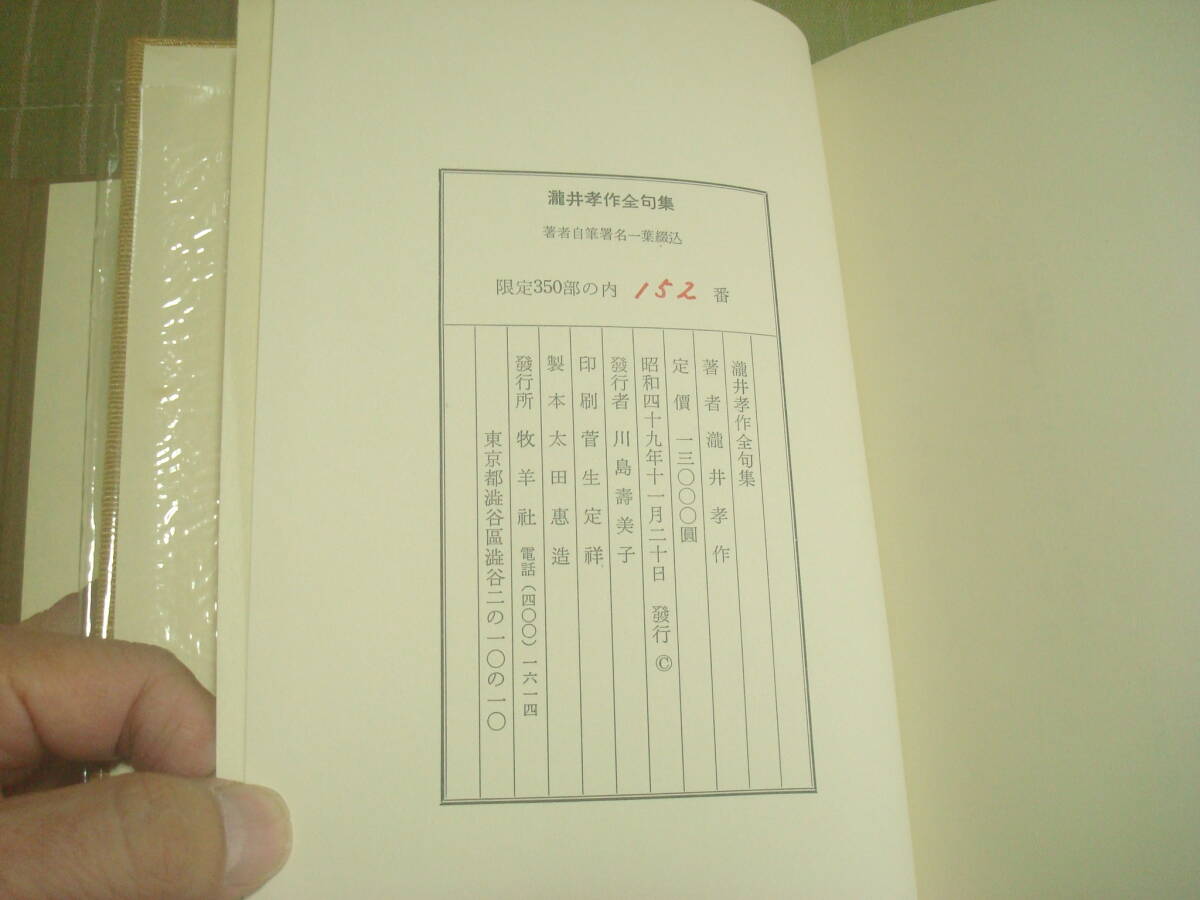 瀧井孝作全句集
著者自筆署名一葉綴込
限定350部の内 152 番
瀧井孝作全句集
著者 瀧井孝作
定價 一三〇〇〇圓
昭和四十九年十一月二十日 發行 ©
發行者 川島壽美子
印刷 菅生定祥
製本 太田惠造
發行所 牧羊社 電話(四〇〇)一六一四
東京都澁谷區澁谷二の一〇の一〇